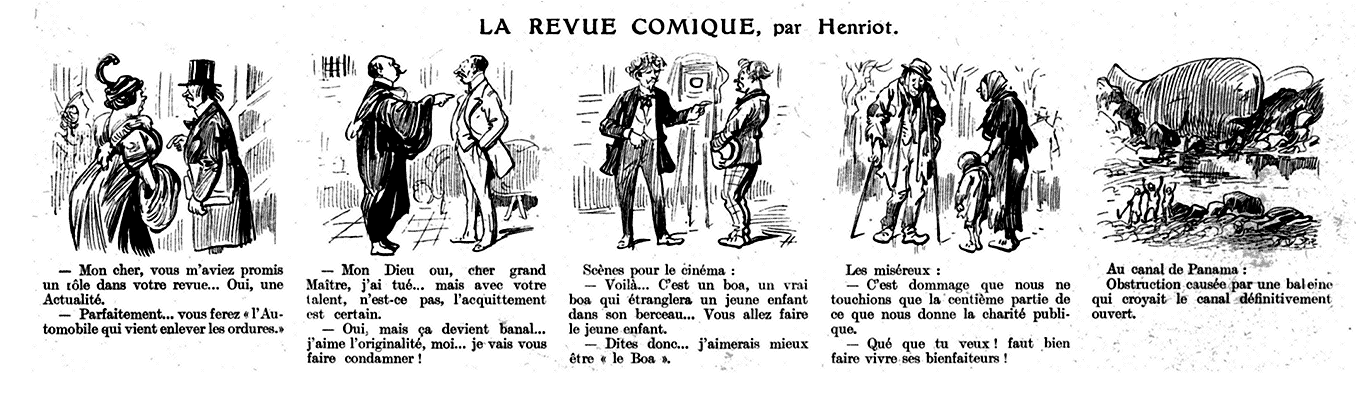 LA REVUE COMIQUE, par Henriot.
— Mon cher, vous m'aviez promis
un rôle dans votre revue... Oui, une
Actualité.
— Parfaitement... vous ferez « l'Au-
tomobile qui vient enlever les ordures.»
— Mon Dieu oui, cher grand
Maître, j'ai tué... mais avec votre
talent, n'est-ce pas, l'acquittement
est certain.
— Oui, mais ça devient banal...
j'aime l'originalité, moi... je vais vous
faire condamner !
Scènes pour le cinéma :
— Voilà... C'est un boa, un vrai
boa qui étranglera un jeune enfant
dans son berceau... Vous allez faire
le jeune enfant.
— Dites donc... j'aimerais mieux
être « le Boa ».
Les miséreux :
— C'est dommage que nous ne
touchions que la centième partie de
ce que nous donne la charité publi-
que.
— Qué que tu veux ! faut bien
faire vivre ses bienfaiteurs !
Au canal de Panama :
Obstruction causée par une baleine
qui croyait le canal définitivement
ouvert.